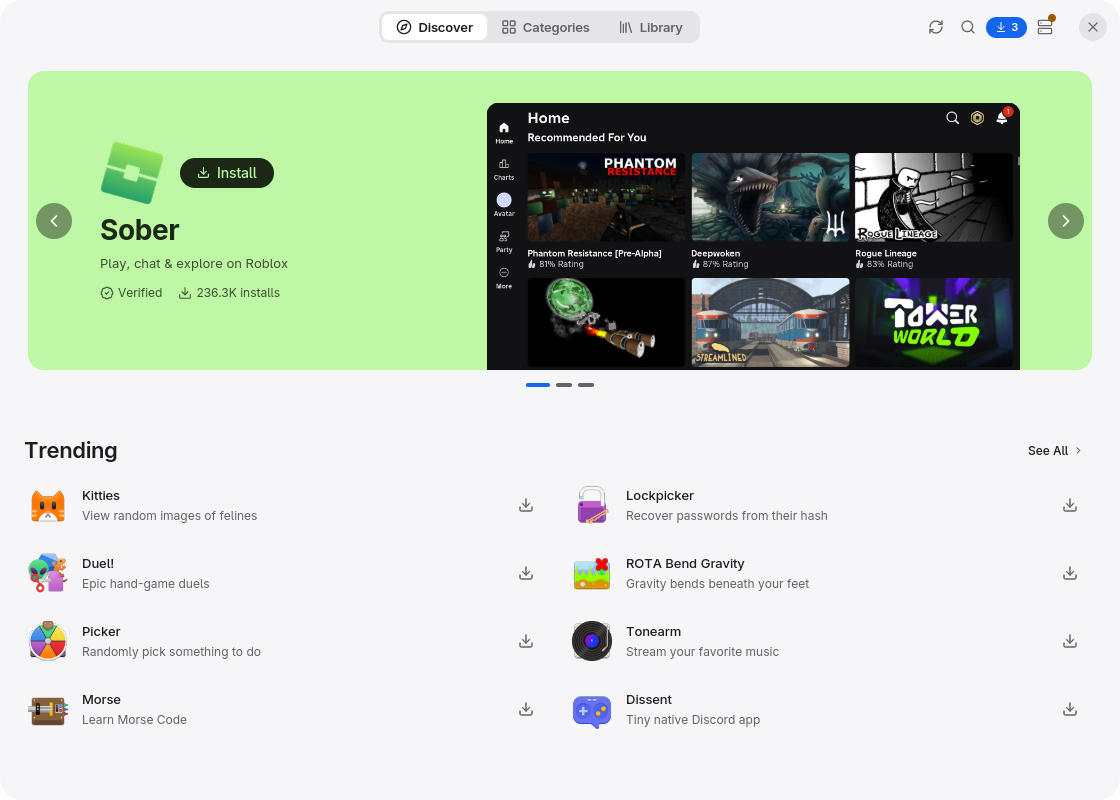 Discover
Categories
Library
3
Install
Sober
Play, chat & explore on Roblox
Verified
236.3K installs
Home
1
Recommended For You
Home
Charts
Avatar
Party
More
PHANTOM
RESISTANCE
ROGUE LINEAGE
Phantom Resistance [Pre-Alpha]
81% Rating
Deepwoken
87% Rating
Rogue Lineage
83% Rating
STREAMLINED
TOWER
WORLD
Trending
See All
Kitties
View random images of felines
Lockpicker
Recover passwords from their hash
Duel!
Epic hand-game duels
ROTA Bend Gravity
Gravity bends beneath your feet
Picker
Randomly pick something to do
Tonearm
Stream your favorite music
Morse
Learn Morse Code
Dissent
Tiny native Discord app